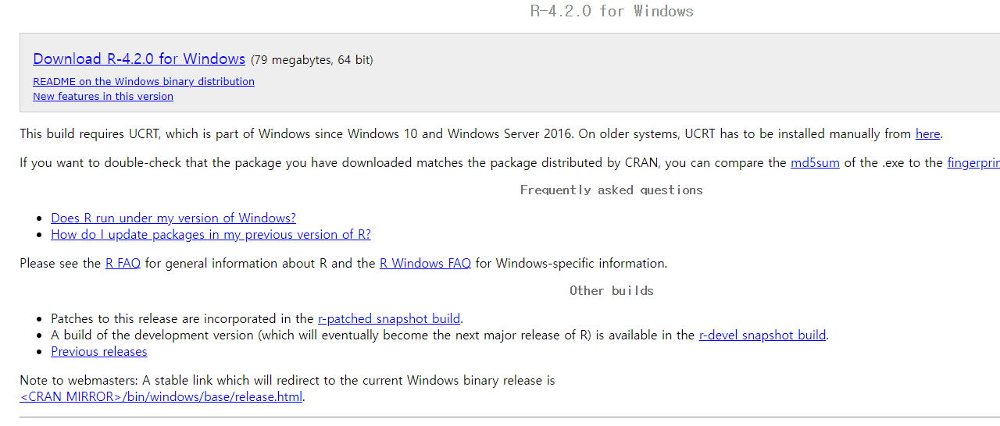 R-4.2.0 for Windows
Download R-4.2.0 for Windows (79 megabytes, 64 bit)
README on the Windows binary distribution
New features in this version
This build requires UCRT, which is part of Windows since Windows 10 and Windows Server 2016. On older systems, UCRT has to be installed manually from here.
If you want to double-check that the package you have downloaded matches the package distributed by CRAN, you can compare the md5sum of the .exe to the
Frequently asked questions
• Does R run under my version of Windows?
• How do I update packages in my previous version of R?
Please see the R FAQ for general information about R and the R Windows FAQ for Windows-specific information.
Other builds
• Patches to this release are incorporated in the r-patched snapshot build.
• A build of the development version (which will eventually become the next major release of R) is available in the r-devel snapshot build.
• Previous releases
Note to webmasters: A stable link which will redirect to the current Windows binary release is
<CRAN MIRROR>/bin/windows/base/release.html.